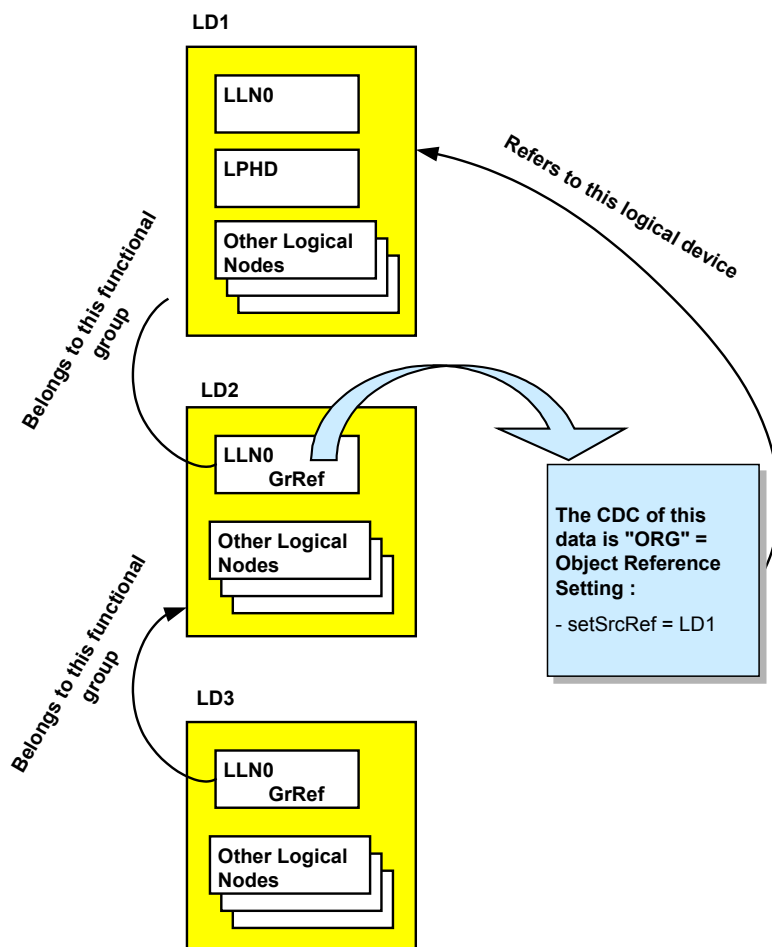 LD1
LLN0
LPHD
Other Logical
Nodes
Refers to this logical device
Belongs to this functional
group
LD2
LLN0
GrRef
Other Logical
Nodes
The CDC of this
data is "ORG" =
Object Reference
Setting :
- setSrcRef = LD1
Belongs to this functional
group
LD3
LLN0
GrRef
Other Logical
Nodes